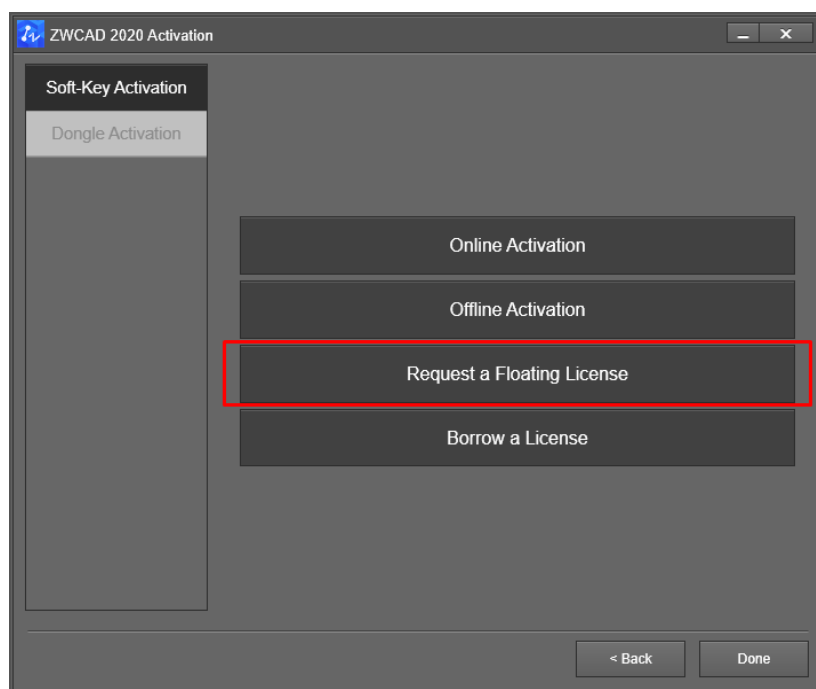 ZWCAD 2020 Activation
Soft-Key Activation
Dongle Activation
Online Activation
Offline Activation
Request a Floating License
Borrow a License
< Back
Done